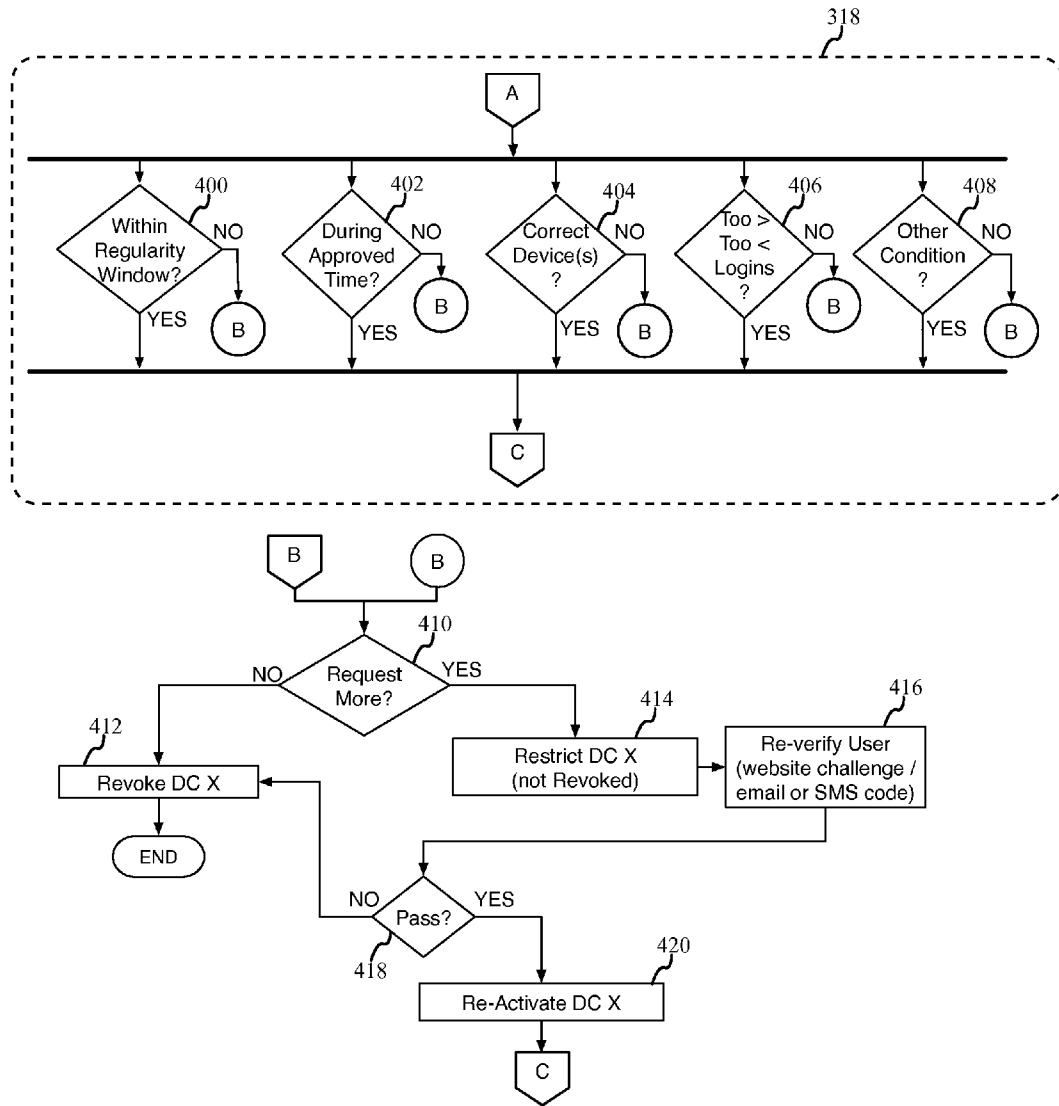 318
A
400
402
404
406
408
Within
Regularity
Window?
NO
YES
B
During
Approved
Time?
NO
YES
B
Correct
Device(s)
?
NO
YES
B
Too >
Too <
Logins
?
NO
YES
B
Other
Condition
?
NO
YES
B
C
B
B
410
Request
More?
NO
YES
412
Revoke DC X
END
414
Restrict DC X
(not Revoked)
416
Re-verify User
(website challenge /
email or SMS code)
NO
YES
Pass?
418
420
Re-Activate DC X
C